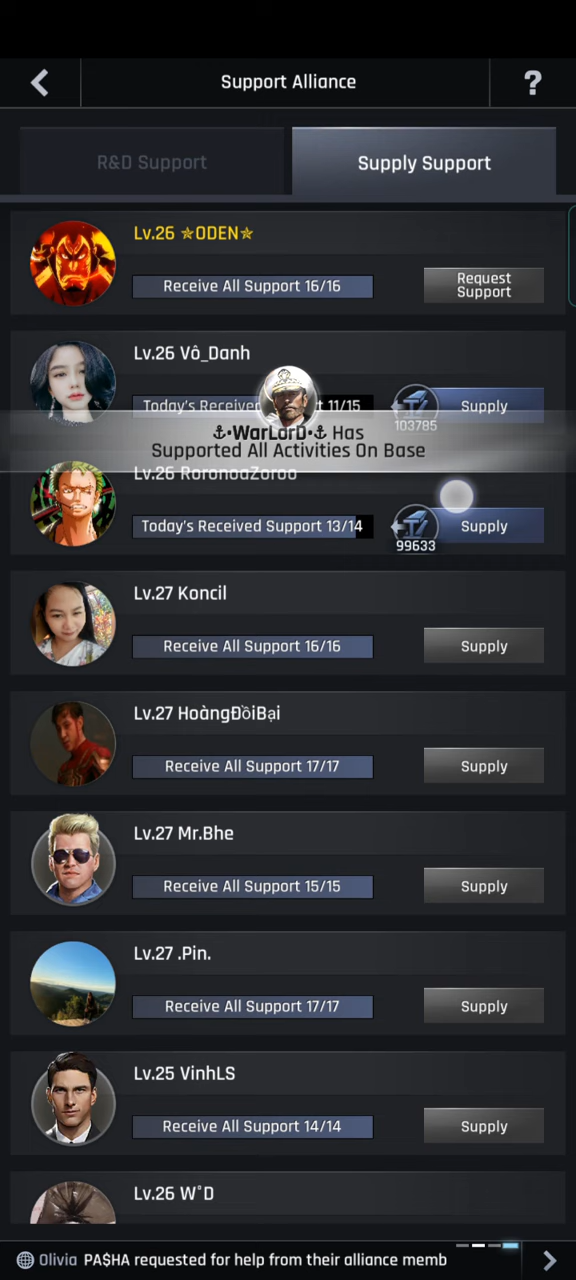 Support Alliance
?
R&D Support
Supply Support
Lv.26 ✯ODEN✯
Receive All Support 16/16
Request
Support
Lv.26 Vô_Danh
Today's Received t 11/15
Supply
103785
⚓•WarLorD•⚓ Has
Supported All Activities On Base
Lv.26 RoronoaZoroo
Today's Received Support 13/14
Supply
99633
Lv.27 Koncil
Receive All Support 16/16
Supply
Lv.27 HoàngĐồiBại
Receive All Support 17/17
Supply
Lv.27 Mr.Bhe
Receive All Support 15/15
Supply
Lv.27 .Pin.
Receive All Support 17/17
Supply
Lv.25 VinhLS
Receive All Support 14/14
Supply
Lv.26 W°D
Olivia PA$HA requested for help from their alliance memb